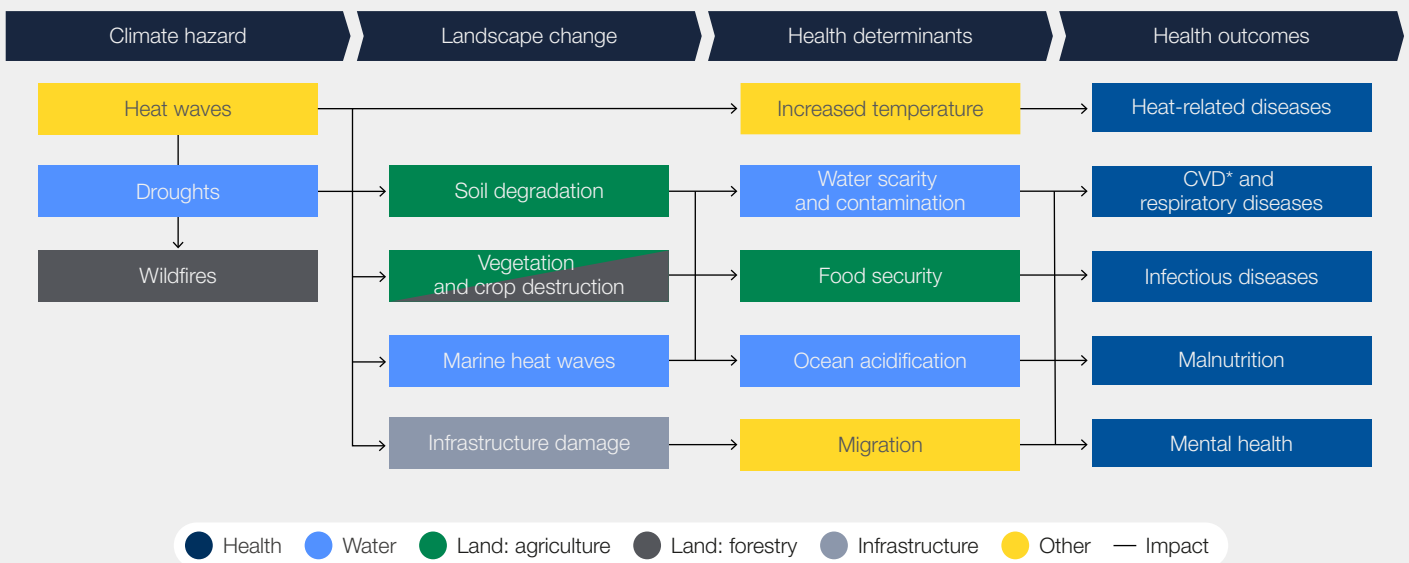 Climate hazard
Landscape change
Health determinants
Health outcomes
Heat waves
Increased temperature
Heat-related diseases
Droughts
Soil degradation
Water scarity
and contamination
CVD* and
respiratory diseases
Wildfires
Vegetation
and crop destruction
Food security
Infectious diseases
Marine heat waves
Ocean acidification
Malnutrition
Infrastructure damage
Migration
Mental health
Health
Water
Land: agriculture
Land: forestry
Infrastructure
Other
Impact